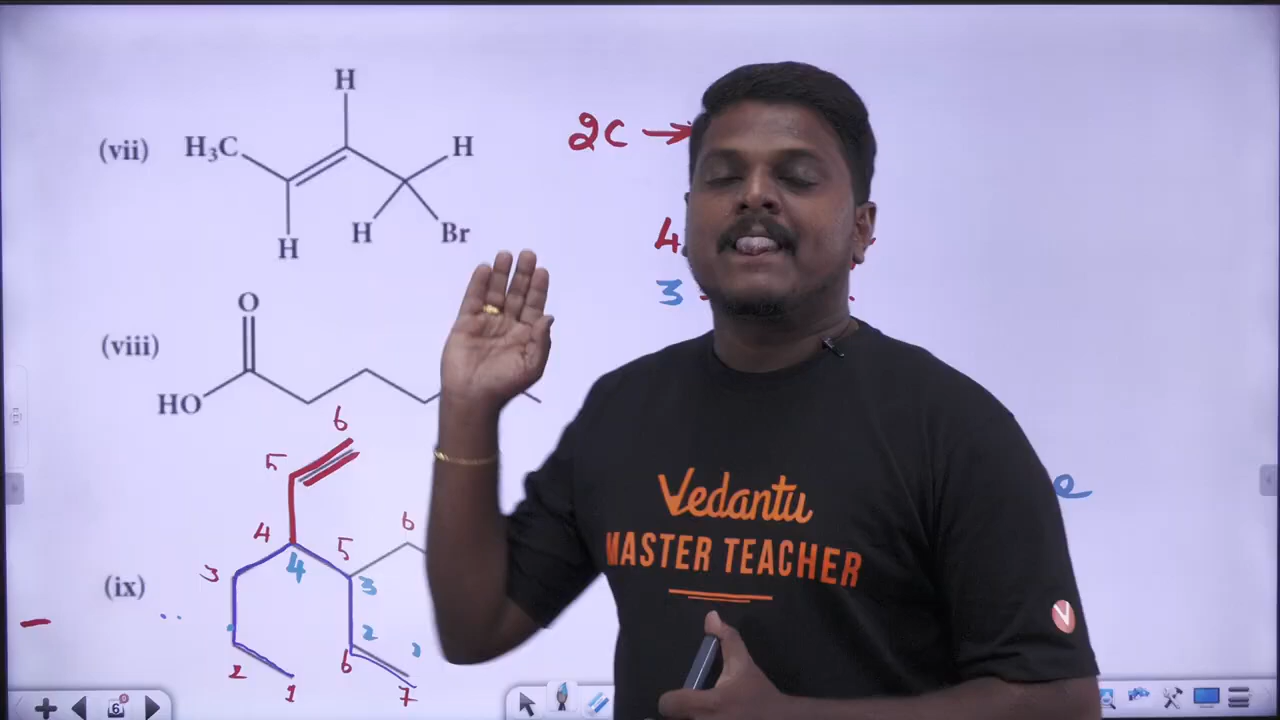 H
(vii) H₃C H 2C →
H H Br 4
3
O
(viii)
HO
6
5
4 5 6
3 4 3
(ix)
2 2
1 6 7
Vedantu
MASTER TEACHER
V
e
6